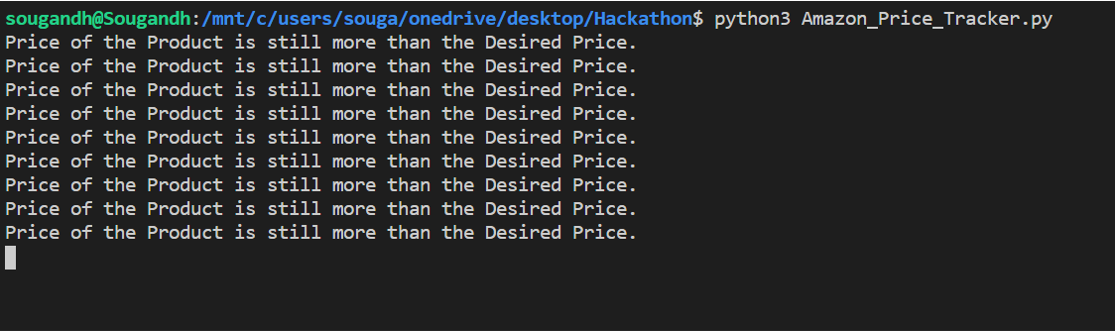 sougandh@Sougandh:/mnt/c/users/souga/onedrive/desktop/Hackathon$ python3 Amazon_Price_Tracker.py
Price of the Product is still more than the Desired Price.
Price of the Product is still more than the Desired Price.
Price of the Product is still more than the Desired Price.
Price of the Product is still more than the Desired Price.
Price of the Product is still more than the Desired Price.
Price of the Product is still more than the Desired Price.
Price of the Product is still more than the Desired Price.
Price of the Product is still more than the Desired Price.
Price of the Product is still more than the Desired Price.